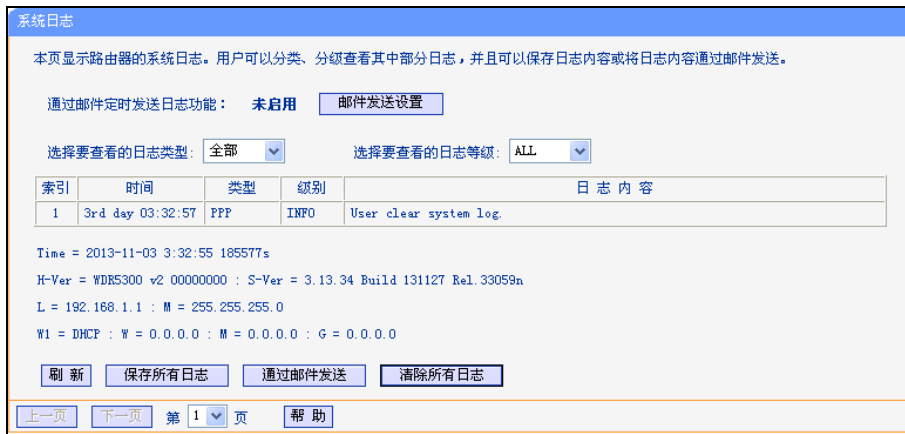 系统日志
本页显示路由器的系统日志。用户可以分类、分级查看其中部分日志，并且可以保存日志内容或将日志内容通过邮件发送。
通过邮件定时发送日志功能： 未启用 邮件发送设置
选择要查看的日志类型: 全部 选择要查看的日志等级: ALL
索引 时间 类型 级别 日 志 内 容
1 3rd day 03:32:57 PPP INFO User clear system log.
Time = 2013-11-03 3:32:55 185577s
H-Ver = WDR5300 v2 00000000 : S-Ver = 3.13.34 Build 131127 Rel.33059n
L = 192.168.1.1 : M = 255.255.255.0
W1 = DHCP : W = 0.0.0.0 : M = 0.0.0.0 : G = 0.0.0.0
刷 新 保存所有日志 通过邮件发送 清除所有日志
上一页 下一页 第 1 页 帮 助